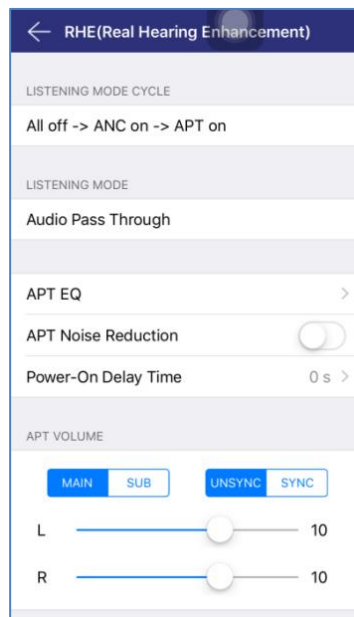 RHE(Real Hearing Enhancement)
LISTENING MODE CYCLE
All off -> ANC on -> APT on
LISTENING MODE
Audio Pass Through
APT EQ
APT Noise Reduction
Power-On Delay Time 0 s
APT VOLUME
MAIN SUB UNSYNC SYNC
L 10
R 10